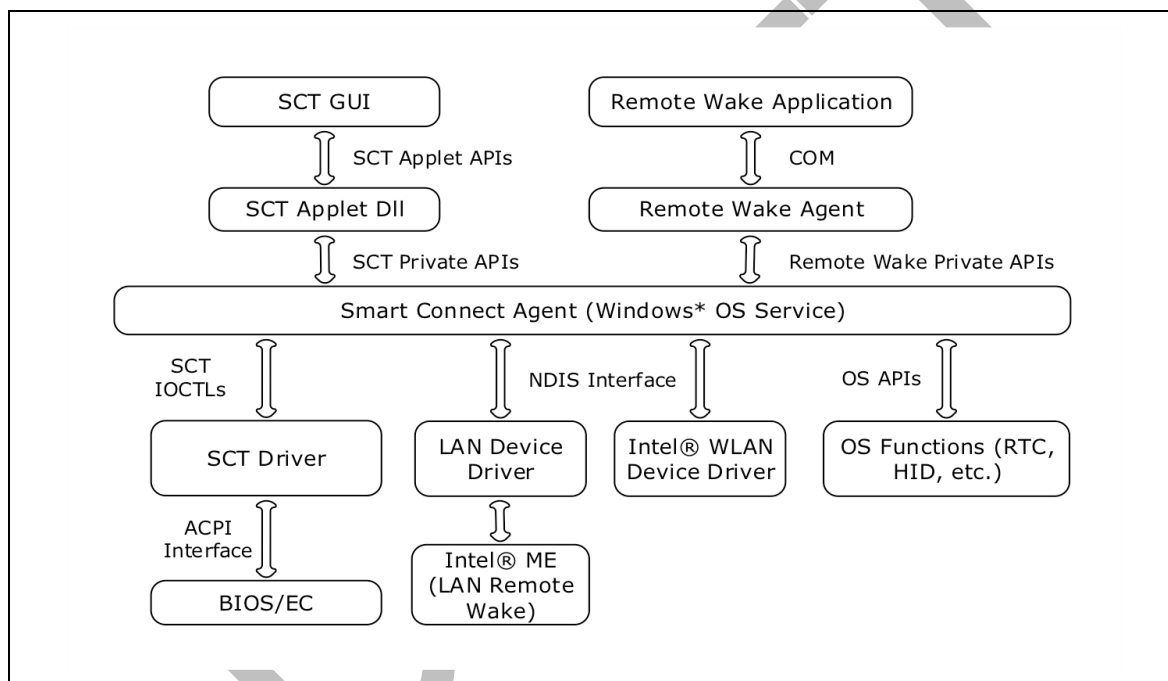 SCT GUI
Remote Wake Application
SCT Applet APIs
COM
SCT Applet Dll
Remote Wake Agent
SCT Private APIs
Remote Wake Private APIs
Smart Connect Agent (Windows* OS Service)
SCT
IOCTLs
NDIS Interface
OS APIs
SCT Driver
LAN Device
Driver
Intel® WLAN
Device Driver
OS Functions (RTC,
HID, etc.)
ACPI
Interface
Intel® ME
(LAN Remote
Wake)
BIOS/EC